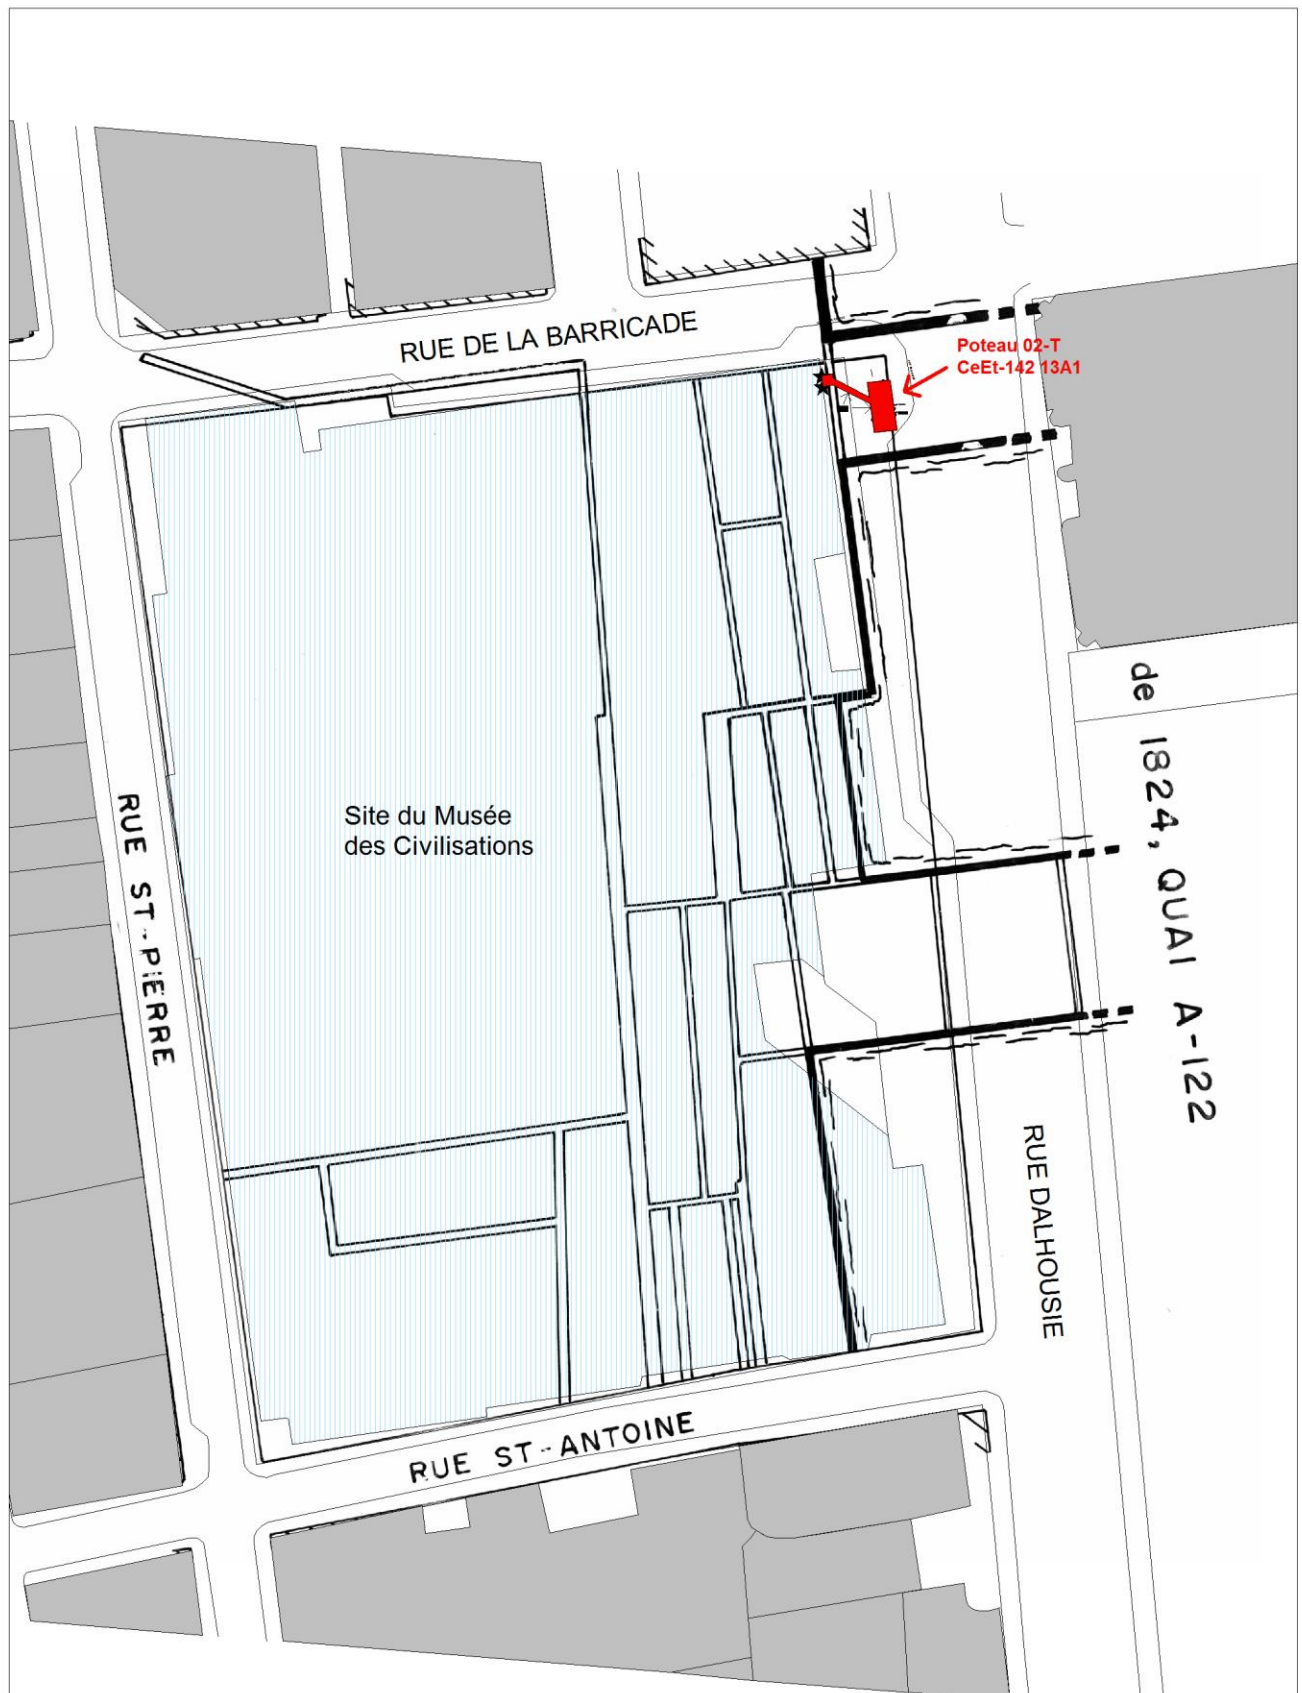 RUE DE LA BARRICADE
Poteau 02-T
CeEt-142 13A1
de 1824, QUAI A-122
Site du Musée
des Civilisations
RUE ST-PIERRE
RUE DALHOUSIE
RUE ST-ANTOINE